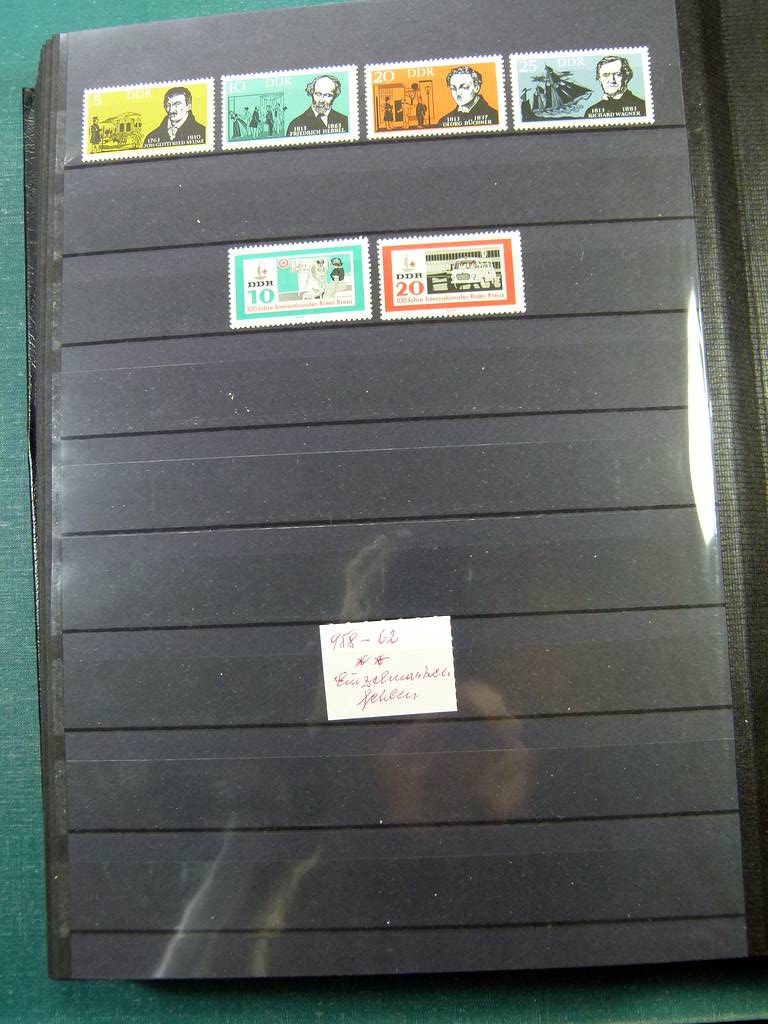 5 DDR
1763 1810
JOH·GOTTFRIED SEUME
10 DDR
1813 1863
FRIEDRICH HEBBEL
20 DDR
1813 1837
GEORG BÜCHNER
25 DDR
1813 1883
RICHARD WAGNER
DDR
10
100 Jahre Internationales Rotes Kreuz
DDR
20
100 Jahre Internationales Rotes Kreuz
958-62
**
Einzelmarken
fehlen